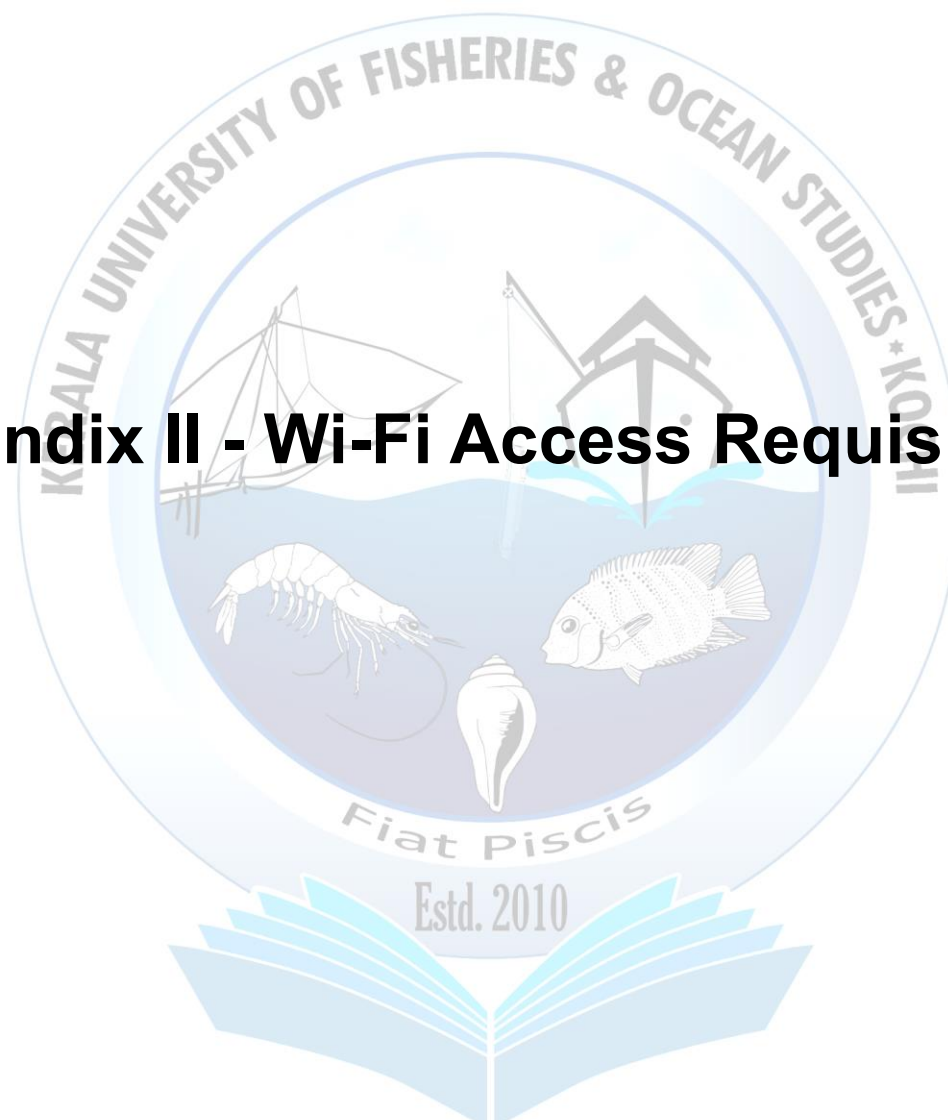 KERALA UNIVERSITY OF FISHERIES & OCEAN STUDIES * KOCHI
ndix II - Wi-Fi Access Requis
Fiat Piscis
Estd. 2010